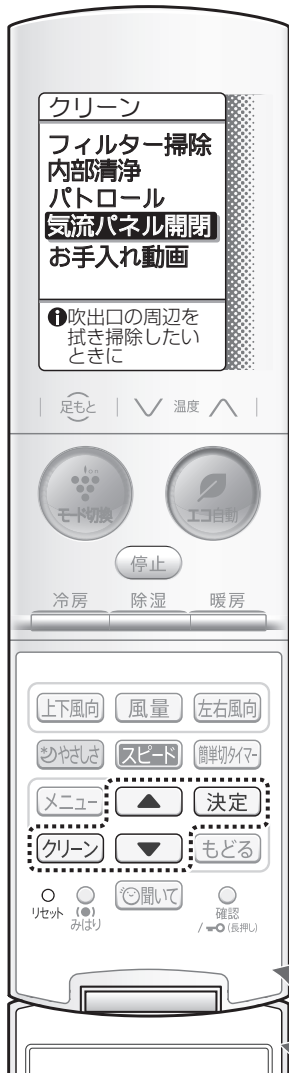 クリーン
フィルター掃除
内部清浄
パトロール
気流パネル開閉
お手入れ動画
❶吹出口の周辺を
拭き掃除したい
ときに
足もと 温度
ion
モード切換 エコ自動
停止
冷房 除湿 暖房
上下風向 風量 左右風向
やさしさ スピード 簡単切タイマー
メニュー ▲ 決定
クリーン ▼ もどる
聞いて
リセット みはり 確認
/ (長押し)